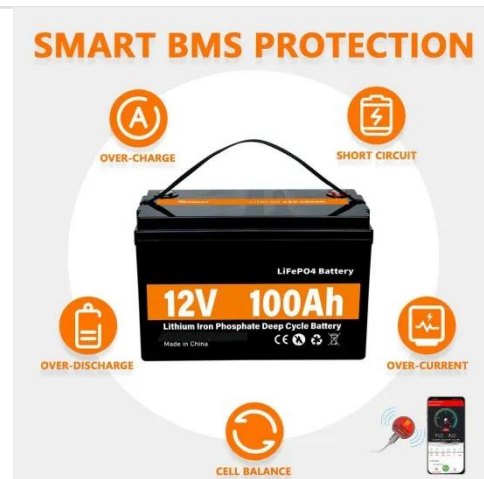 SMART BMS PROTECTION
OVER-CHARGE
SHORT CIRCUIT
LiFePO4 Battery
12V 100Ah
Lithium Iron Phosphate Deep Cycle Battery
Made in China
CE
OVER-DISCHARGE
OVER-CURRENT
CELL BALANCE